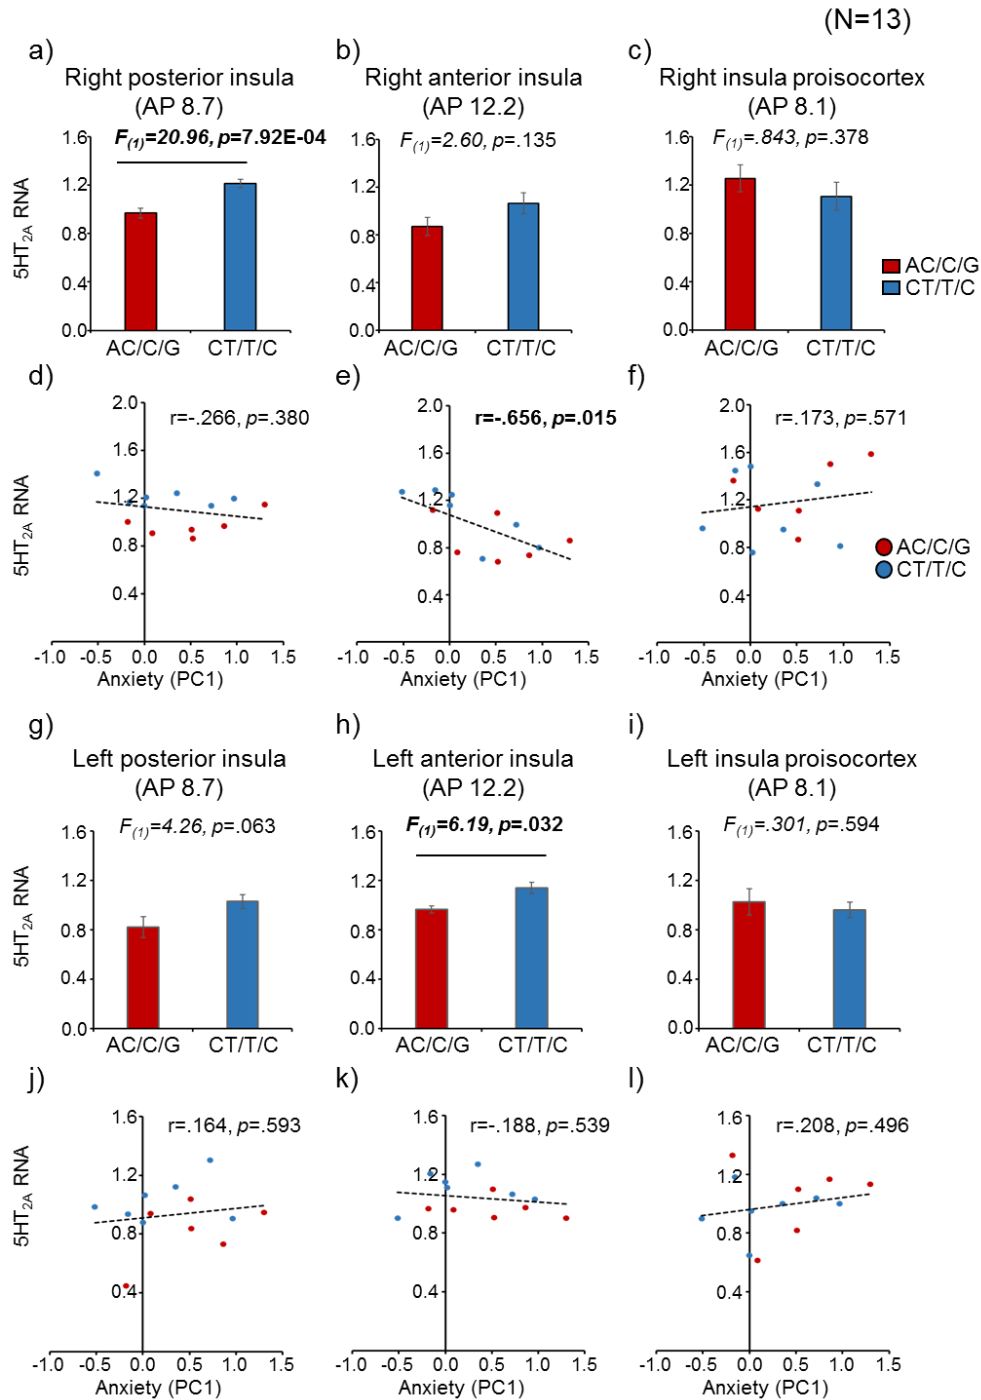 (N=13)
a) b) c)
Right posterior insula Right anterior insula Right insula proisocortex
(AP 8.7) (AP 12.2) (AP 8.1)
F(1)=20.96, p=7.92E-04 F(1)=2.60, p=.135 F(1)=.843, p=.378
5HT2A RNA
1.6 1.6 1.6
1.2 1.2 1.2
0.8 0.8 0.8
0.4 0.4 0.4
0.0 0.0 0.0
AC/C/G CT/T/C AC/C/G CT/T/C AC/C/G CT/T/C
AC/C/G
CT/T/C
d) e) f)
r=-.266, p=.380 r=-.656, p=.015 r=.173, p=.571
5HT2A RNA
2.0 2.0 2.0
1.6 1.6 1.6
1.2 1.2 1.2
0.8 0.8 0.8
0.4 0.4 0.4
AC/C/G
CT/T/C
-1.0 -0.5 0.0 0.5 1.0 1.5 -1.0 -0.5 0.0 0.5 1.0 1.5 -1.0 -0.5 0.0 0.5 1.0 1.5
Anxiety (PC1) Anxiety (PC1) Anxiety (PC1)
g) h) i)
Left posterior insula Left anterior insula Left insula proisocortex
(AP 8.7) (AP 12.2) (AP 8.1)
F(1)=4.26, p=.063 F(1)=6.19, p=.032 F(1)=.301, p=.594
5HT2A RNA
1.6 1.6 1.6
1.2 1.2 1.2
0.8 0.8 0.8
0.4 0.4 0.4
0.0 0.0 0.0
AC/C/G CT/T/C AC/C/G CT/T/C AC/C/G CT/T/C
j) k) l)
r=.164, p=.593 r=-.188, p=.539 r=.208, p=.496
5HT2A RNA
1.6 1.6 1.6
1.2 1.2 1.2
0.8 0.8 0.8
0.4 0.4 0.4
-1.0 -0.5 0.0 0.5 1.0 1.5 -1.0 -0.5 0.0 0.5 1.0 1.5 -1.0 -0.5 0.0 0.5 1.0 1.5
Anxiety (PC1) Anxiety (PC1) Anxiety (PC1)